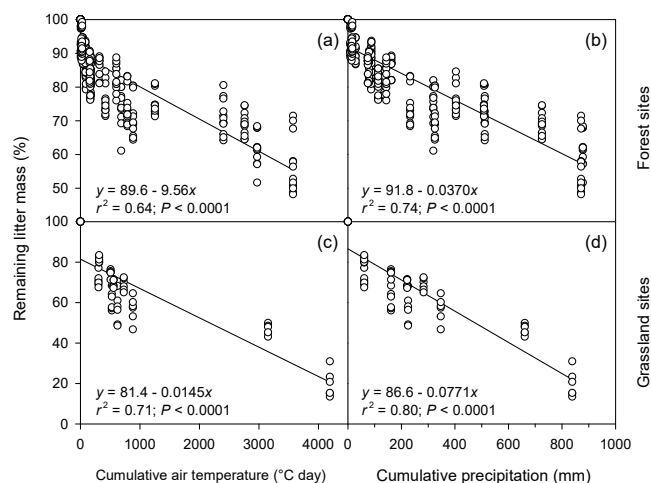 100
90
80
70
60
50
(a)
(b)
y = 89.6 - 9.56x
r² = 0.64; P < 0.0001
y = 91.8 - 0.0370x
r² = 0.74; P < 0.0001
Forest sites
Remaining litter mass (%)
100
80
60
40
20
0
(c)
(d)
y = 81.4 - 0.0145x
r² = 0.71; P < 0.0001
y = 86.6 - 0.0771x
r² = 0.80; P < 0.0001
Grassland sites
0 1000 2000 3000 4000
0 200 400 600 800 1000
Cumulative air temperature (°C day)
Cumulative precipitation (mm)